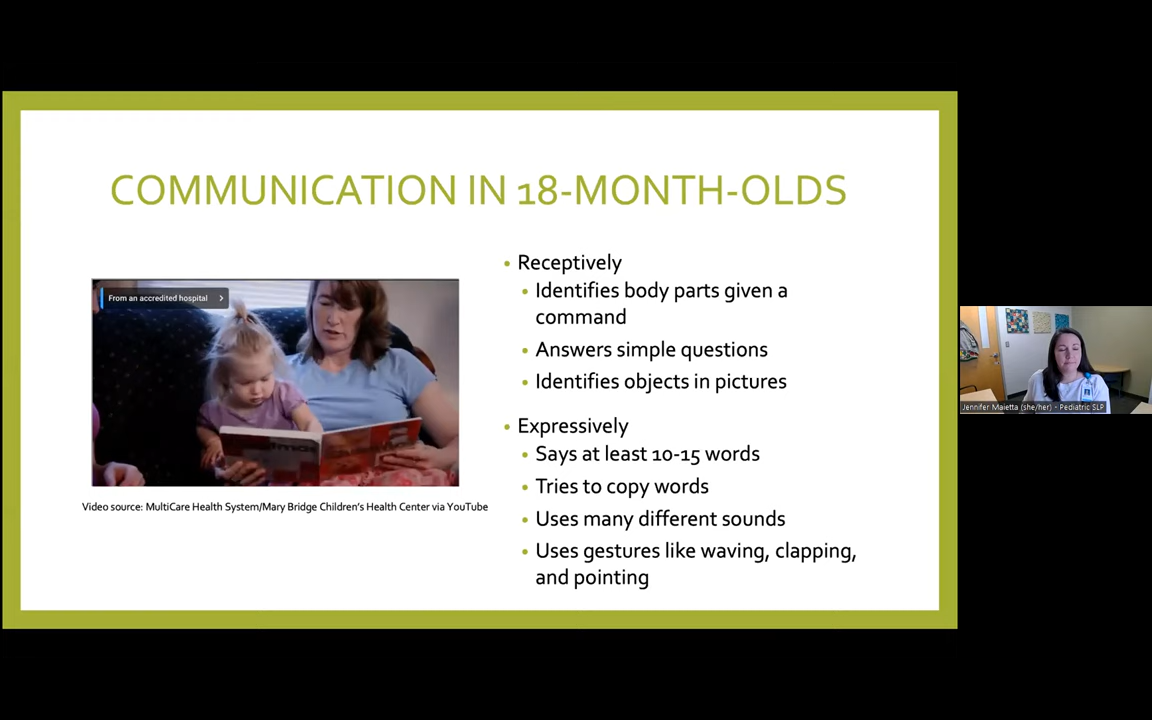 COMMUNICATION IN 18-MONTH-OLDS
From an accredited hospital
Video source: MultiCare Health System/Mary Bridge Children's Health Center via YouTube
• Receptively
• Identifies body parts given a
command
• Answers simple questions
• Identifies objects in pictures
• Expressively
• Says at least 10-15 words
• Tries to copy words
• Uses many different sounds
• Uses gestures like waving, clapping,
and pointing
Jennifer Maietta (she/her) - Pediatric SLP